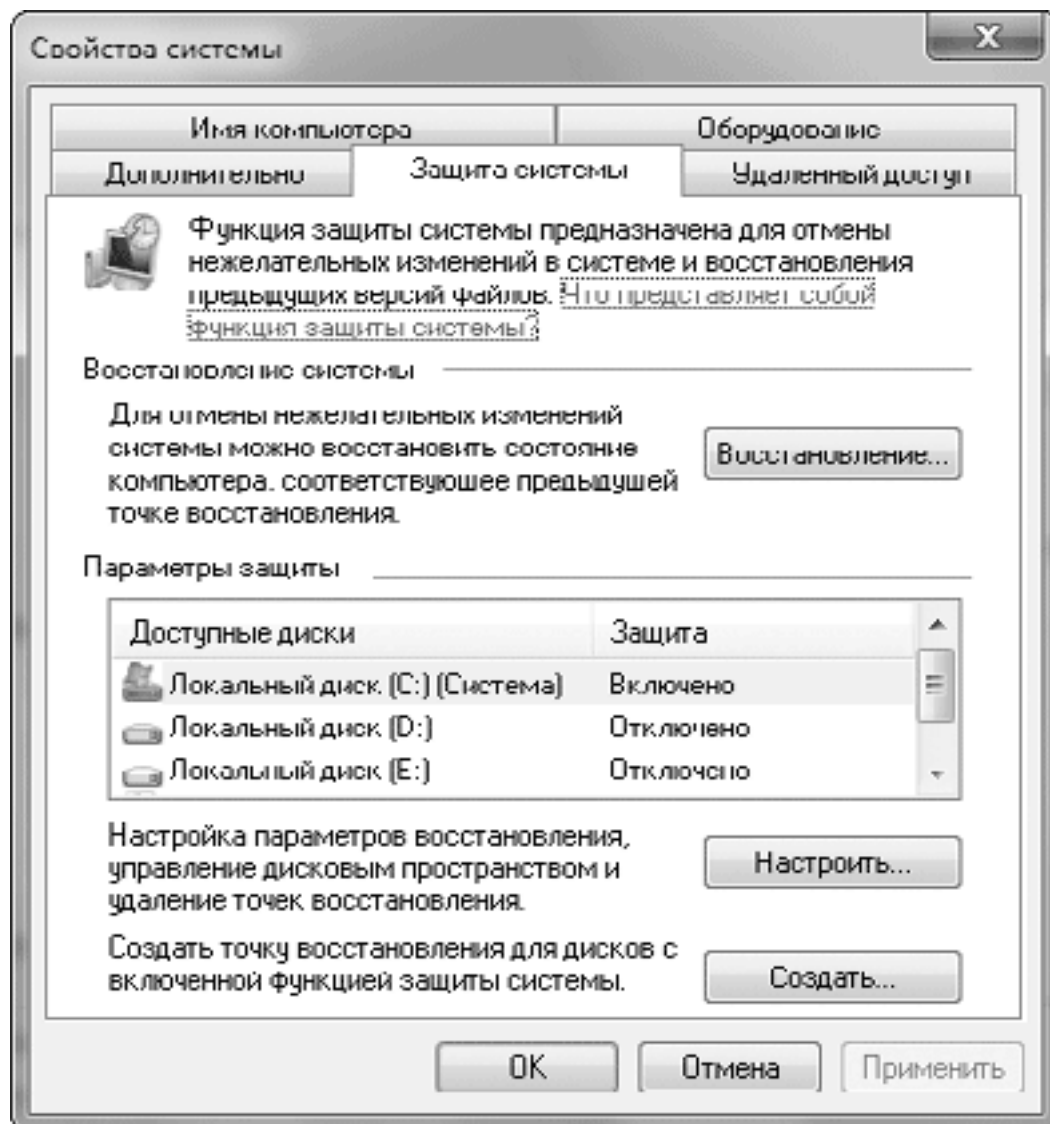 Свойства системы
Имя компьютера
Оборудование
Дополнительно
Защита системы
Удаленный доступ
Функция защиты системы предназначена для отмены
нежелательных изменений в системе и восстановления
предыдущих версий файлов. Что представляет собой
функция защиты системы?
Восстановление системы
Для отмены нежелательных изменений
системы можно восстановить состояние
компьютера, соответствующее предыдущей
точке восстановления.
Восстановление...
Параметры защиты
Доступные диски
Защита
Локальный диск (C:) (Система)
Включено
Локальный диск (D:)
Отключено
Локальный диск (E:)
Отключено
Настройка параметров восстановления,
управление дисковым пространством и
удаление точек восстановления.
Настроить...
Создать точку восстановления для дисков с
включенной функцией защиты системы.
Создать...
OK
Отмена
Применить